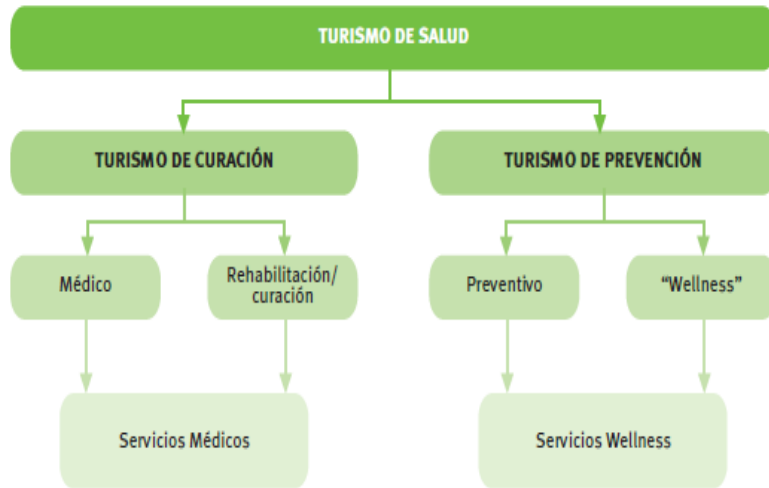 TURISMO DE SALUD
TURISMO DE CURACIÓN
TURISMO DE PREVENCIÓN
Médico
Rehabilitación/
curación
Preventivo
“Wellness”
Servicios Médicos
Servicios Wellness